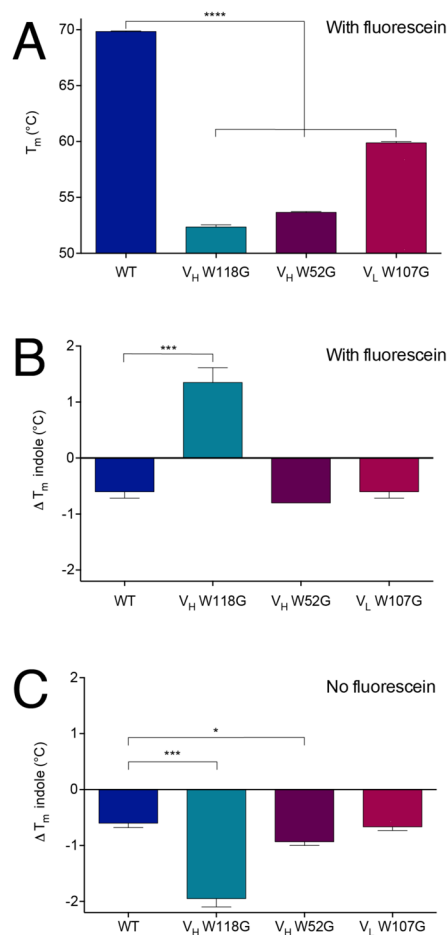 A
With fluorescein
****
Tm (°C)
70
65
60
55
50
WT
VH W118G
VH W52G
VL W107G
B
With fluorescein
***
Δ Tm indole (°C)
2
1
0
-1
-2
WT
VH W118G
VH W52G
VL W107G
C
No fluorescein
*
***
Δ Tm indole (°C)
2
1
0
-1
-2
WT
VH W118G
VH W52G
VL W107G